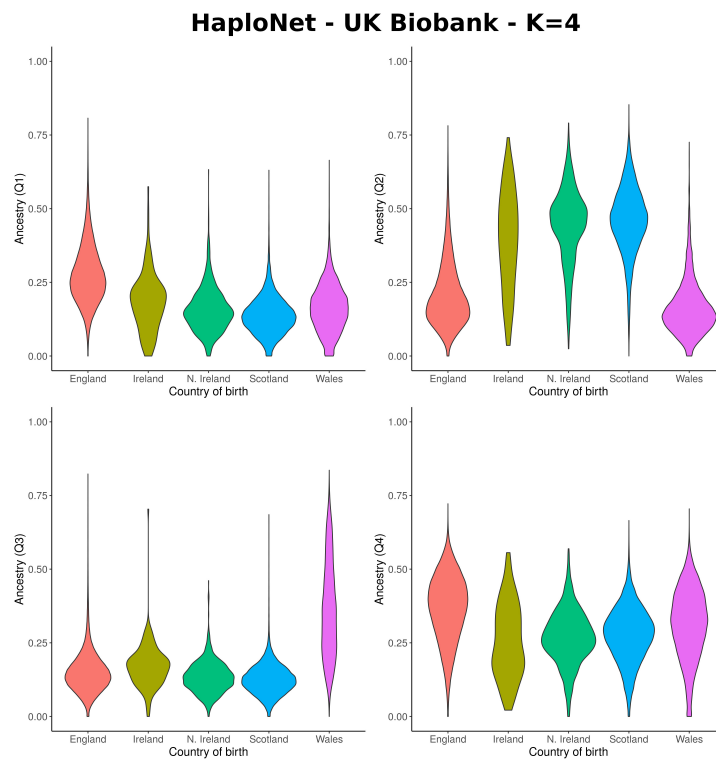 HaploNet - UK Biobank - K=4
1.00
0.75
0.50
0.25
0.00
Ancestry (Q1)
England Ireland N. Ireland Scotland Wales
Country of birth
1.00
0.75
0.50
0.25
0.00
Ancestry (Q2)
England Ireland N. Ireland Scotland Wales
Country of birth
1.00
0.75
0.50
0.25
0.00
Ancestry (Q3)
England Ireland N. Ireland Scotland Wales
Country of birth
1.00
0.75
0.50
0.25
0.00
Ancestry (Q4)
England Ireland N. Ireland Scotland Wales
Country of birth